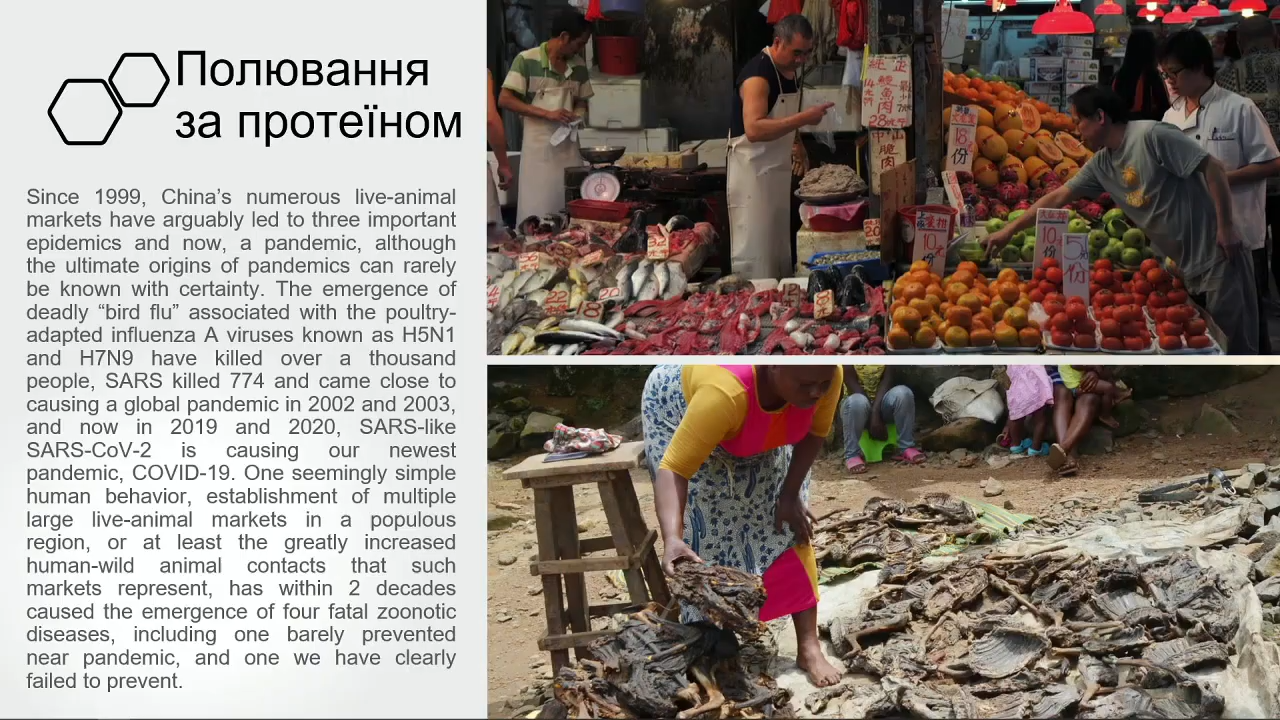 Полювання
за протеїном
Since 1999, China’s numerous live-animal
markets have arguably led to three important
epidemics and now, a pandemic, although
the ultimate origins of pandemics can rarely
be known with certainty. The emergence of
deadly “bird flu” associated with the poultry-
adapted influenza A viruses known as H5N1
and H7N9 have killed over a thousand
people, SARS killed 774 and came close to
causing a global pandemic in 2002 and 2003,
and now in 2019 and 2020, SARS-like
SARS-CoV-2 is causing our newest
pandemic, COVID-19. One seemingly simple
human behavior, establishment of multiple
large live-animal markets in a populous
region, or at least the greatly increased
human-wild animal contacts that such
markets represent, has within 2 decades
caused the emergence of four fatal zoonotic
diseases, including one barely prevented
near pandemic, and one we have clearly
failed to prevent.
32
22
20